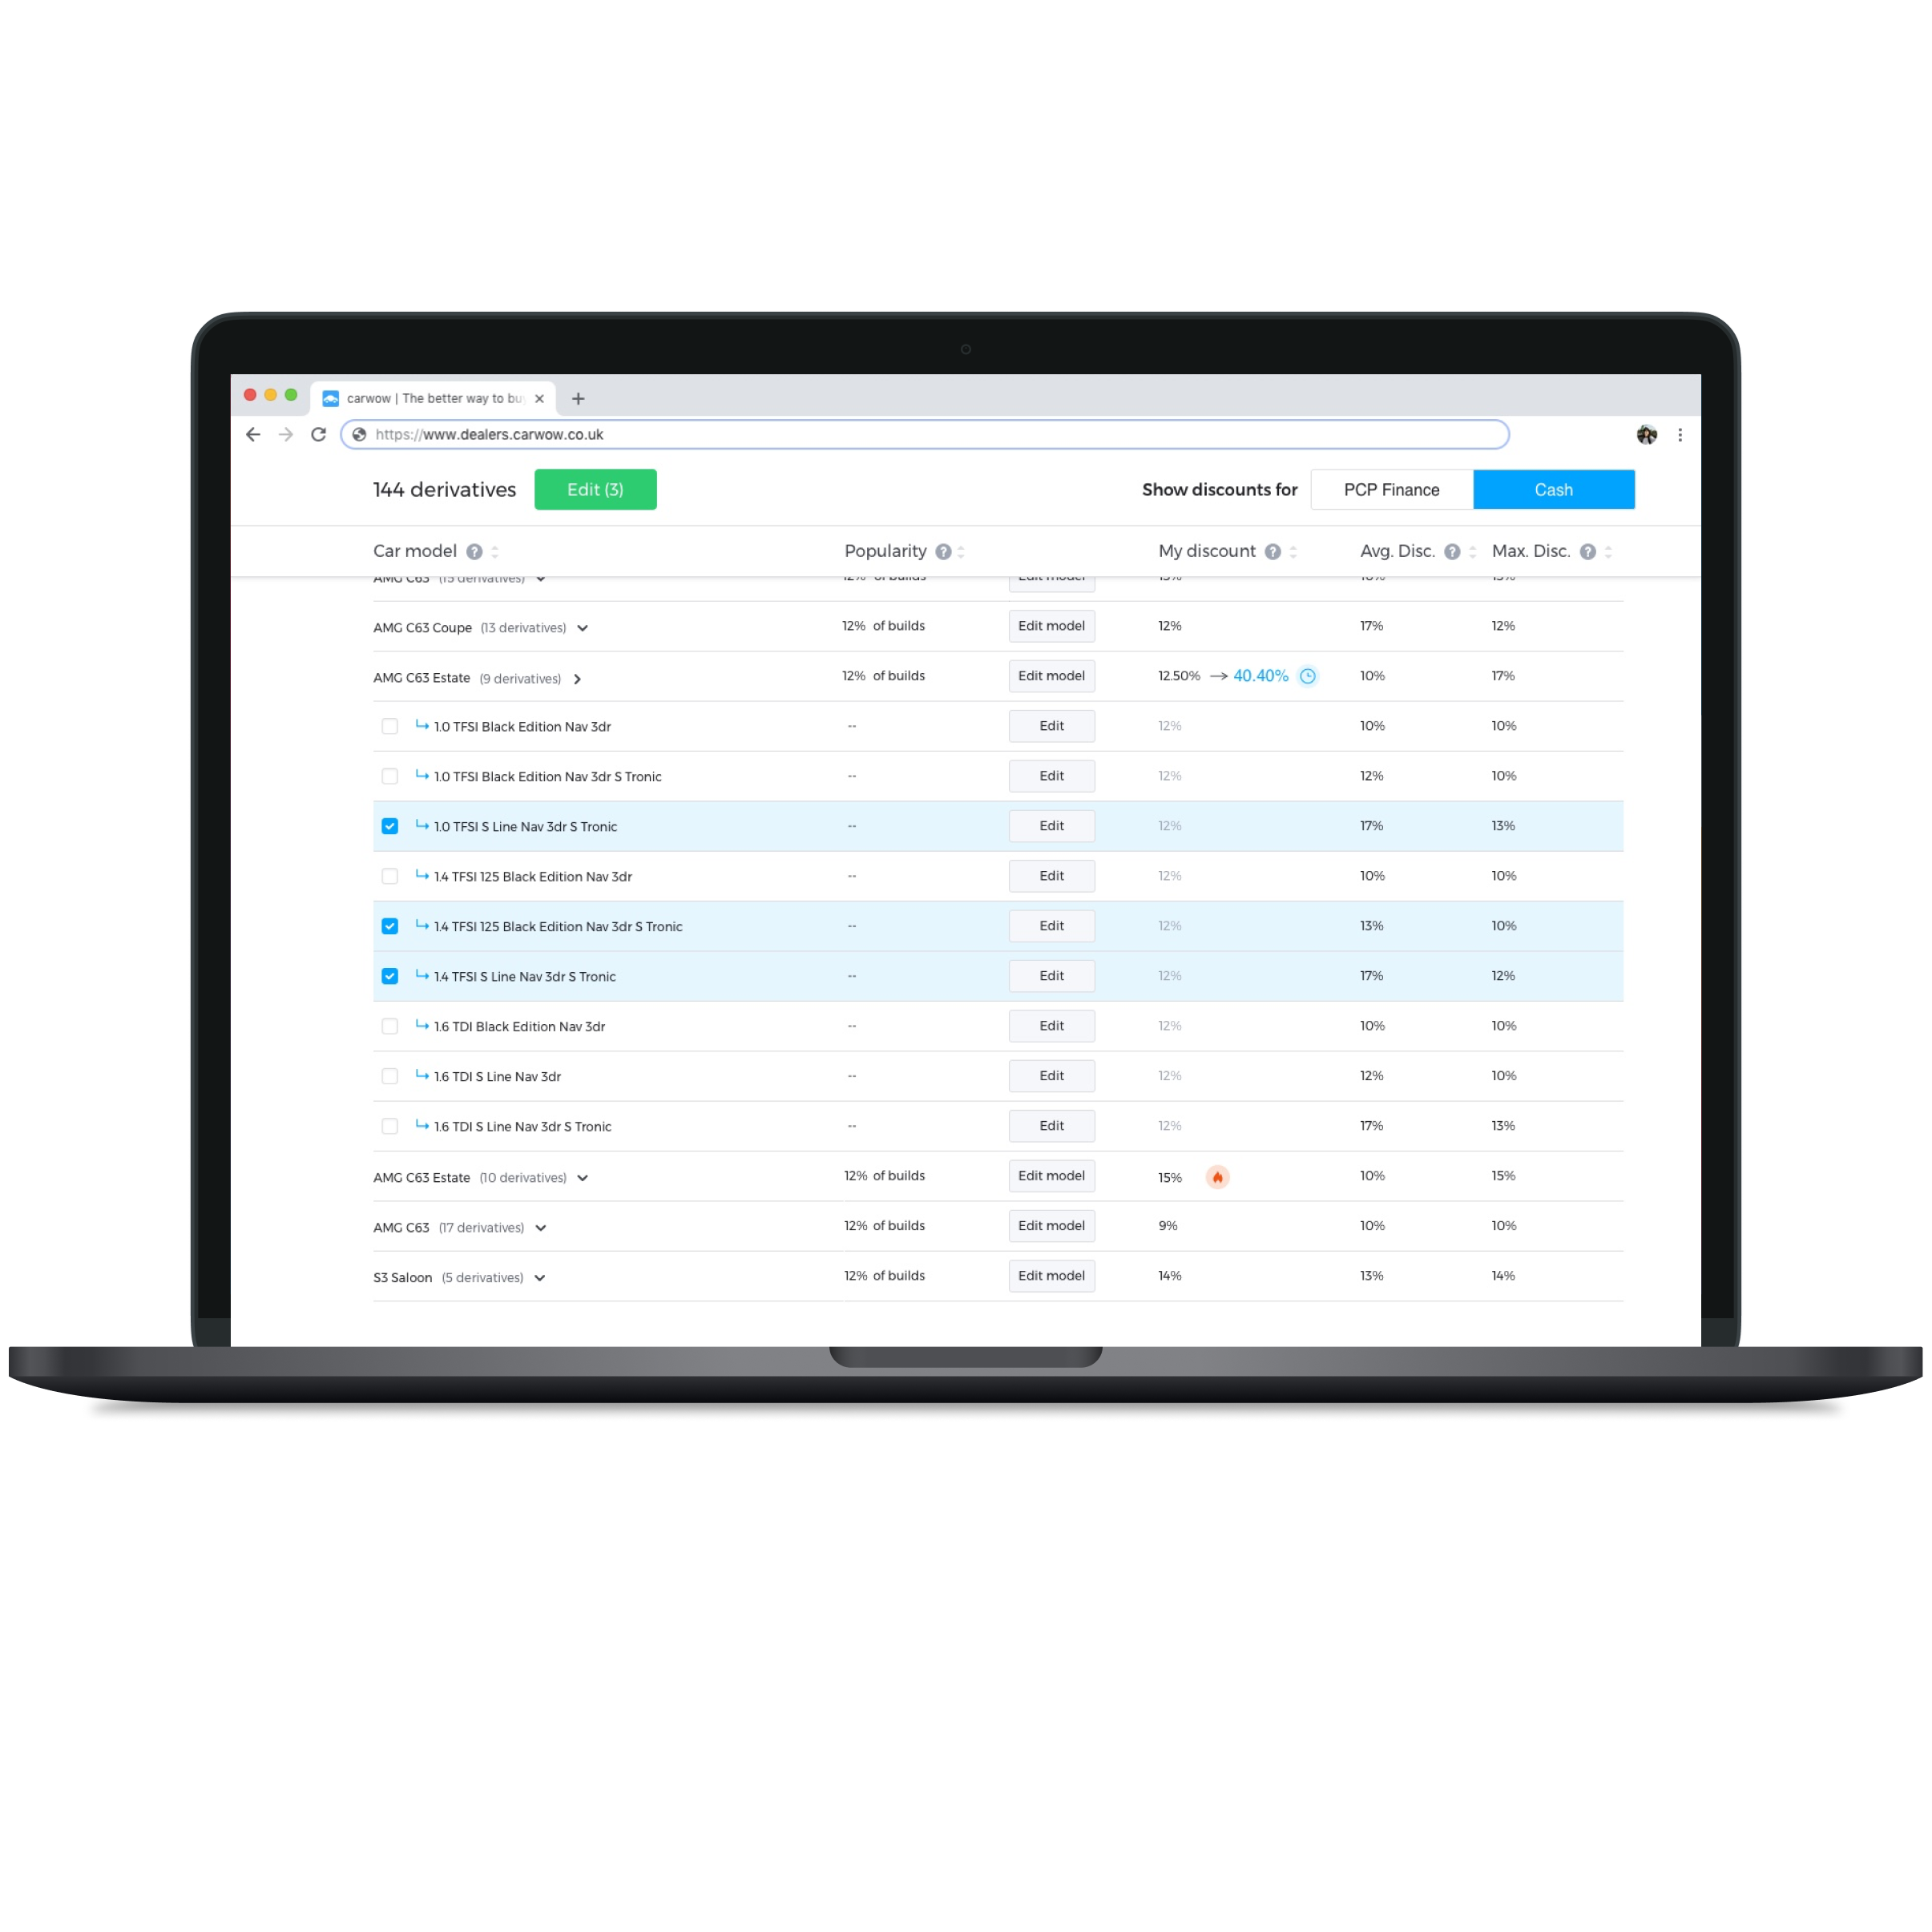 carwow | The better way to bu
https://www.dealers.carwow.co.uk
144 derivatives Edit (3) Show discounts for PCP Finance Cash
Car model ? Popularity ? My discount ? Avg. Disc. ? Max. Disc. ?
AMG C63 (15 derivatives) 12% of builds Edit model 15% 10% 15%
AMG C63 Coupe (13 derivatives) 12% of builds Edit model 12% 17% 12%
AMG C63 Estate (9 derivatives) 12% of builds Edit model 12.50% → 40.40% 10% 17%
1.0 TFSI Black Edition Nav 3dr -- Edit 12% 10% 10%
1.0 TFSI Black Edition Nav 3dr S Tronic -- Edit 12% 12% 10%
1.0 TFSI S Line Nav 3dr S Tronic -- Edit 12% 17% 13%
1.4 TFSI 125 Black Edition Nav 3dr -- Edit 12% 10% 10%
1.4 TFSI 125 Black Edition Nav 3dr S Tronic -- Edit 12% 13% 10%
1.4 TFSI S Line Nav 3dr S Tronic -- Edit 12% 17% 12%
1.6 TDI Black Edition Nav 3dr -- Edit 12% 10% 10%
1.6 TDI S Line Nav 3dr -- Edit 12% 12% 10%
1.6 TDI S Line Nav 3dr S Tronic -- Edit 12% 17% 13%
AMG C63 Estate (10 derivatives) 12% of builds Edit model 15% 10% 15%
AMG C63 (17 derivatives) 12% of builds Edit model 9% 10% 10%
S3 Saloon (5 derivatives) 12% of builds Edit model 14% 13% 14%